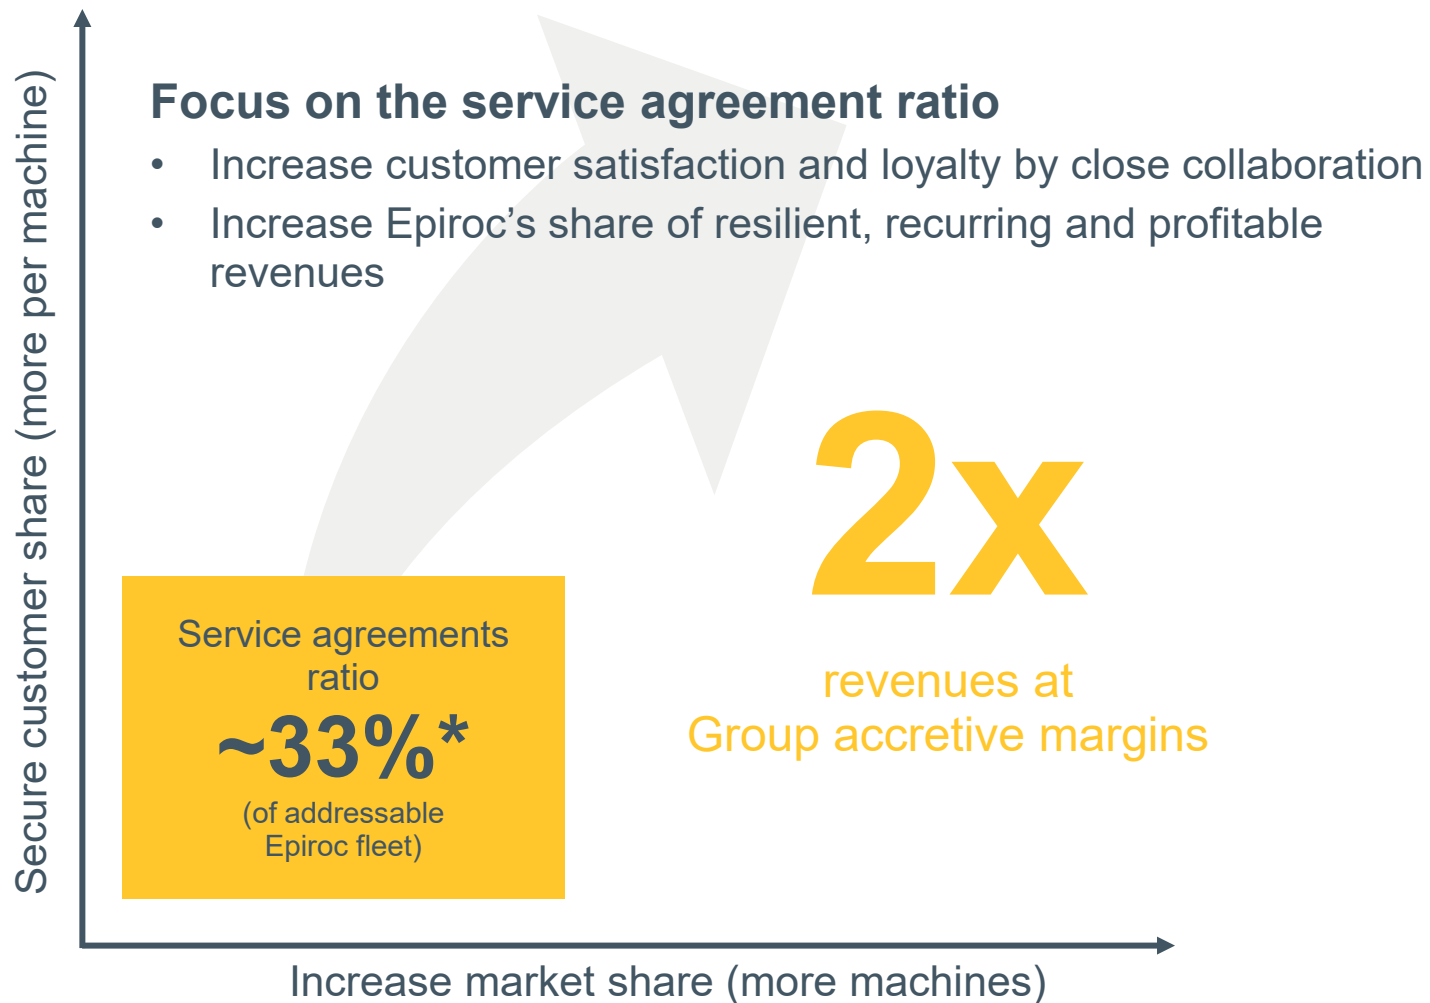 Secure customer share (more per machine)
Focus on the service agreement ratio
• Increase customer satisfaction and loyalty by close collaboration
• Increase Epiroc’s share of resilient, recurring and profitable
revenues
2x
revenues at
Group accretive margins
Service agreements
ratio
~33%*
(of addressable
Epiroc fleet)
Increase market share (more machines)